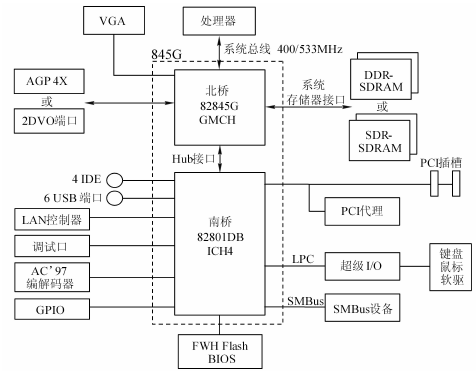 VGA
处理器
845G
系统总线 400/533MHz
AGP 4X
或
2DVO端口
北桥
82845G
GMCH
系统
存储器接口
DDR-
SDRAM
或
SDR-
SDRAM
Hub接口
PCI插槽
4 IDE
6 USB 端口
LAN控制器
调试口
AC’97
编解码器
GPIO
南桥
82801DB
ICH4
PCI代理
LPC
超级 I/O
键盘
鼠标
软驱
SMBus
SMBus设备
FWH Flash
BIOS